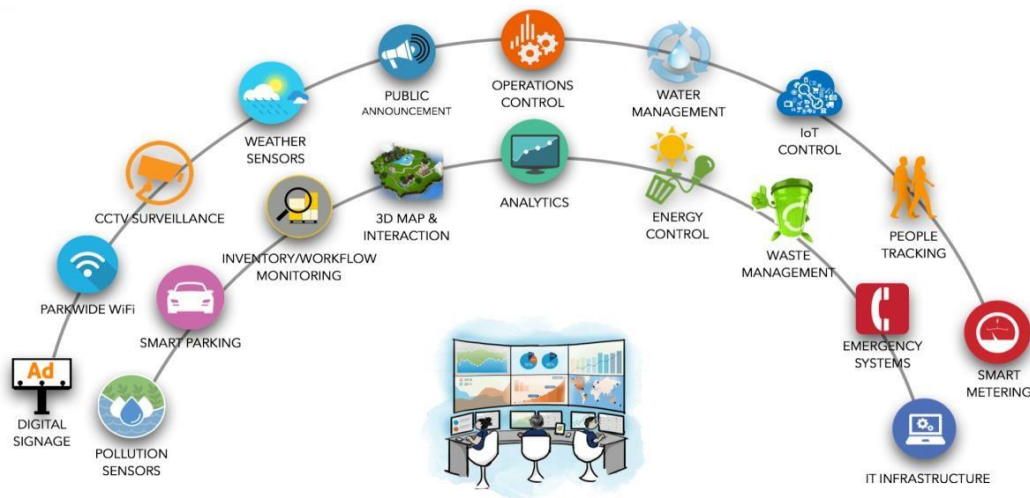 PUBLIC
ANNOUNCEMENT
OPERATIONS
CONTROL
WATER
MANAGEMENT
WEATHER
SENSORS
IoT
CONTROL
CCTV SURVEILLANCE
PEOPLE
TRACKING
PARKWIDE WiFi
SMART
METERING
Ad
DIGITAL
SIGNAGE
ANALYTICS
3D MAP &
INTERACTION
ENERGY
CONTROL
INVENTORY/WORKFLOW
MONITORING
WASTE
MANAGEMENT
SMART PARKING
EMERGENCY
SYSTEMS
POLLUTION
SENSORS
IT INFRASTRUCTURE